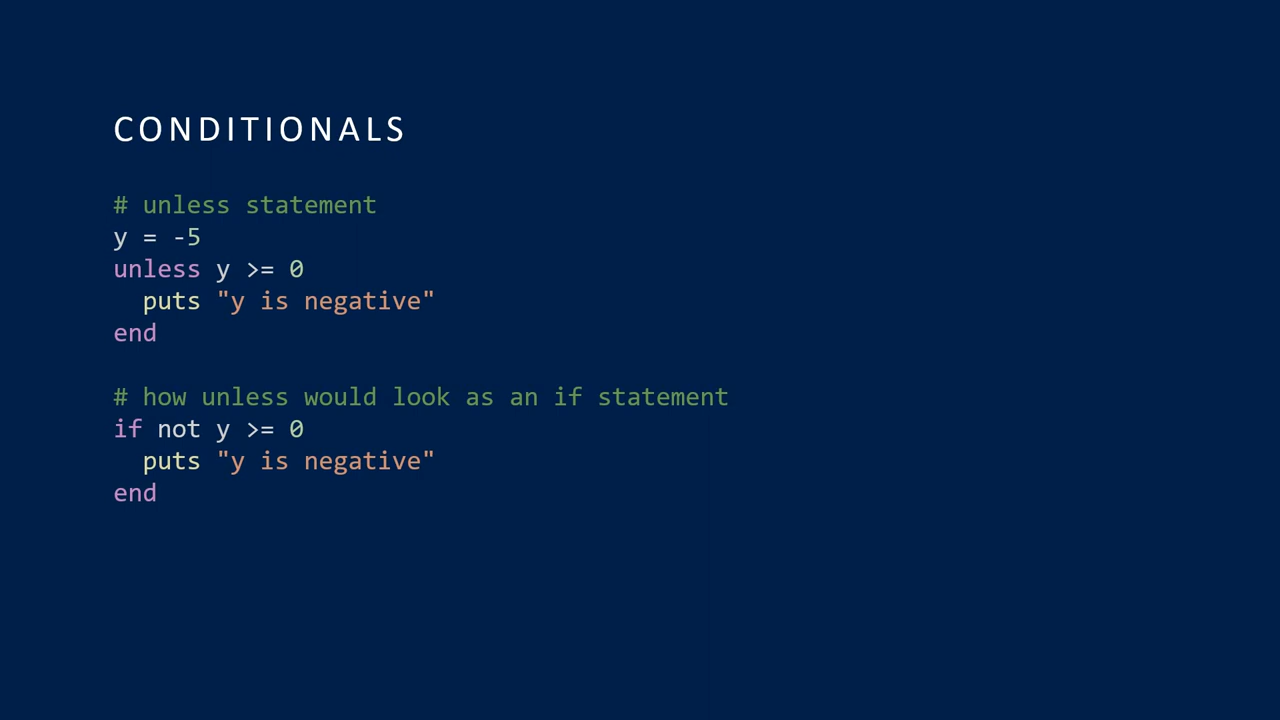 CONDITIONALS
# unless statement
y = -5
unless y >= 0
  puts "y is negative"
end
# how unless would look as an if statement
if not y >= 0
  puts "y is negative"
end